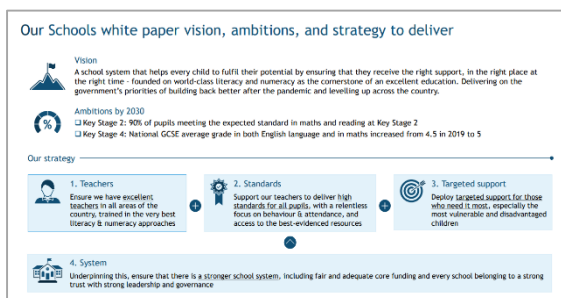 Our Schools white paper vision, ambitions, and strategy to deliver
Vision
A school system that helps every child to fulfil their potential by ensuring that they receive the right support, in the right place at
the right time - founded on world-class literacy and numeracy as the cornerstone of an excellent education. Delivering on the
government's priorities of building back better after the pandemic and levelling up across the country.
%
Ambitions by 2030
❑ Key Stage 2: 90% of pupils meeting the expected standard in maths and reading at Key Stage 2
❑ Key Stage 4: National GCSE average grade in both English language and in maths increased from 4.5 in 2019 to 5
Our strategy
1. Teachers
Ensure we have excellent
teachers in all areas of the
country, trained in the very best
literacy & numeracy approaches
+
2. Standards
Support our teachers to deliver high
standards for all pupils, with a relentless
focus on behaviour & attendance, and
access to the best-evidenced resources
+
3. Targeted support
Deploy targeted support for those
who need it most, especially the
most vulnerable and disadvantaged
children
4. System
Underpinning this, ensure that there is a stronger school system, including fair and adequate core funding and every school belonging to a strong
trust with strong leadership and governance